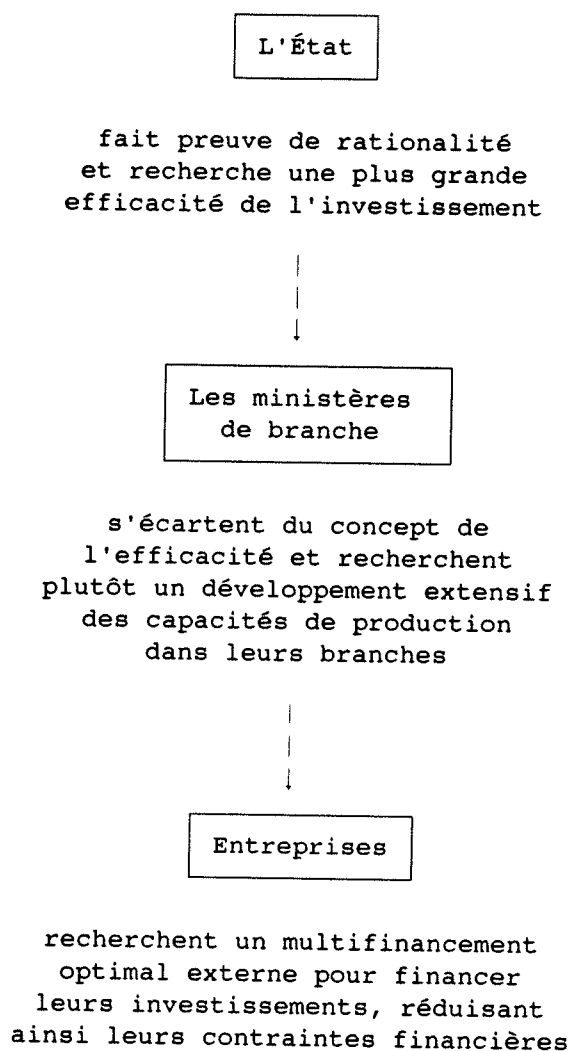 L'État
fait preuve de rationalité
et recherche une plus grande
efficacité de l'investissement
Les ministères
de branche
s'écartent du concept de
l'efficacité et recherchent
plutôt un développement extensif
des capacités de production
dans leurs branches
Entreprises
recherchent un multifinancement
optimal externe pour financer
leurs investissements, réduisant
ainsi leurs contraintes financières